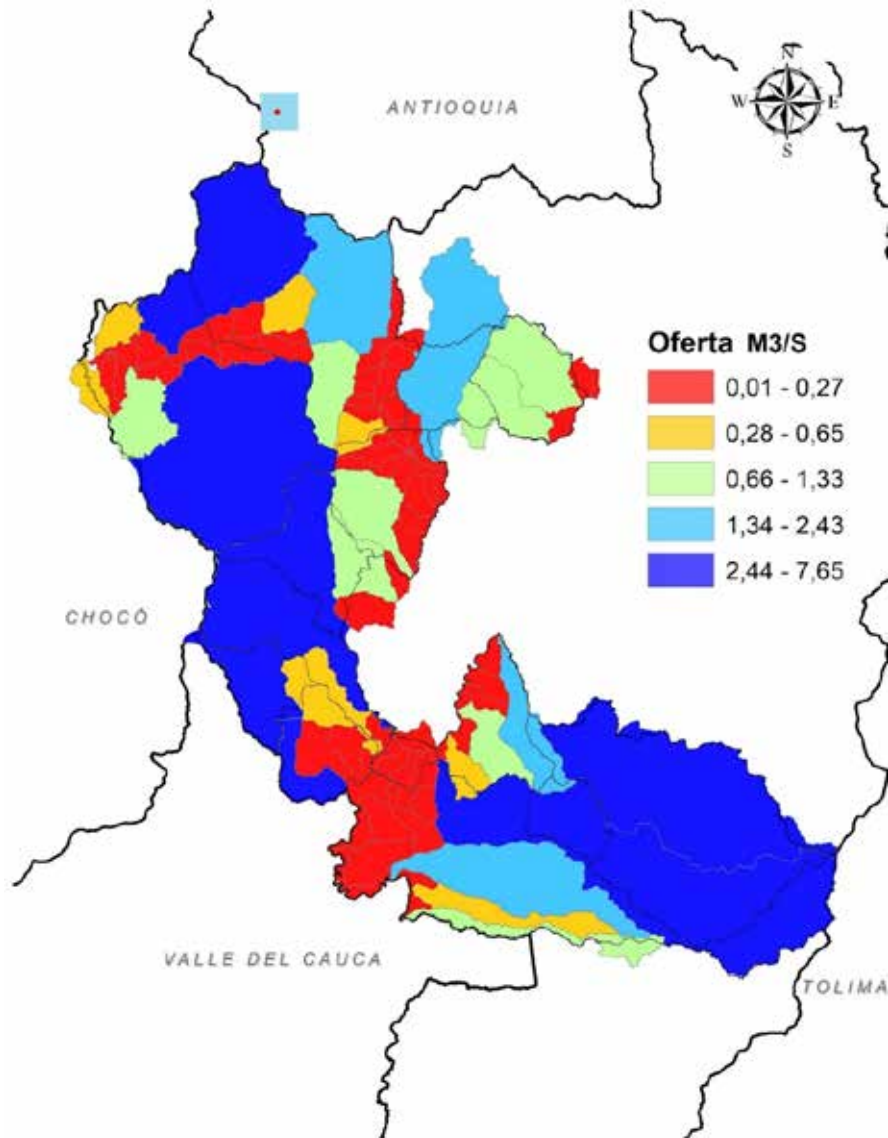 ANTIOQUIA
N
W E
S
Oferta M3/S
0,01 - 0,27
0,28 - 0,65
0,66 - 1,33
1,34 - 2,43
2,44 - 7,65
CHOCÓ
VALLE DEL CAUCA
TOLIMA